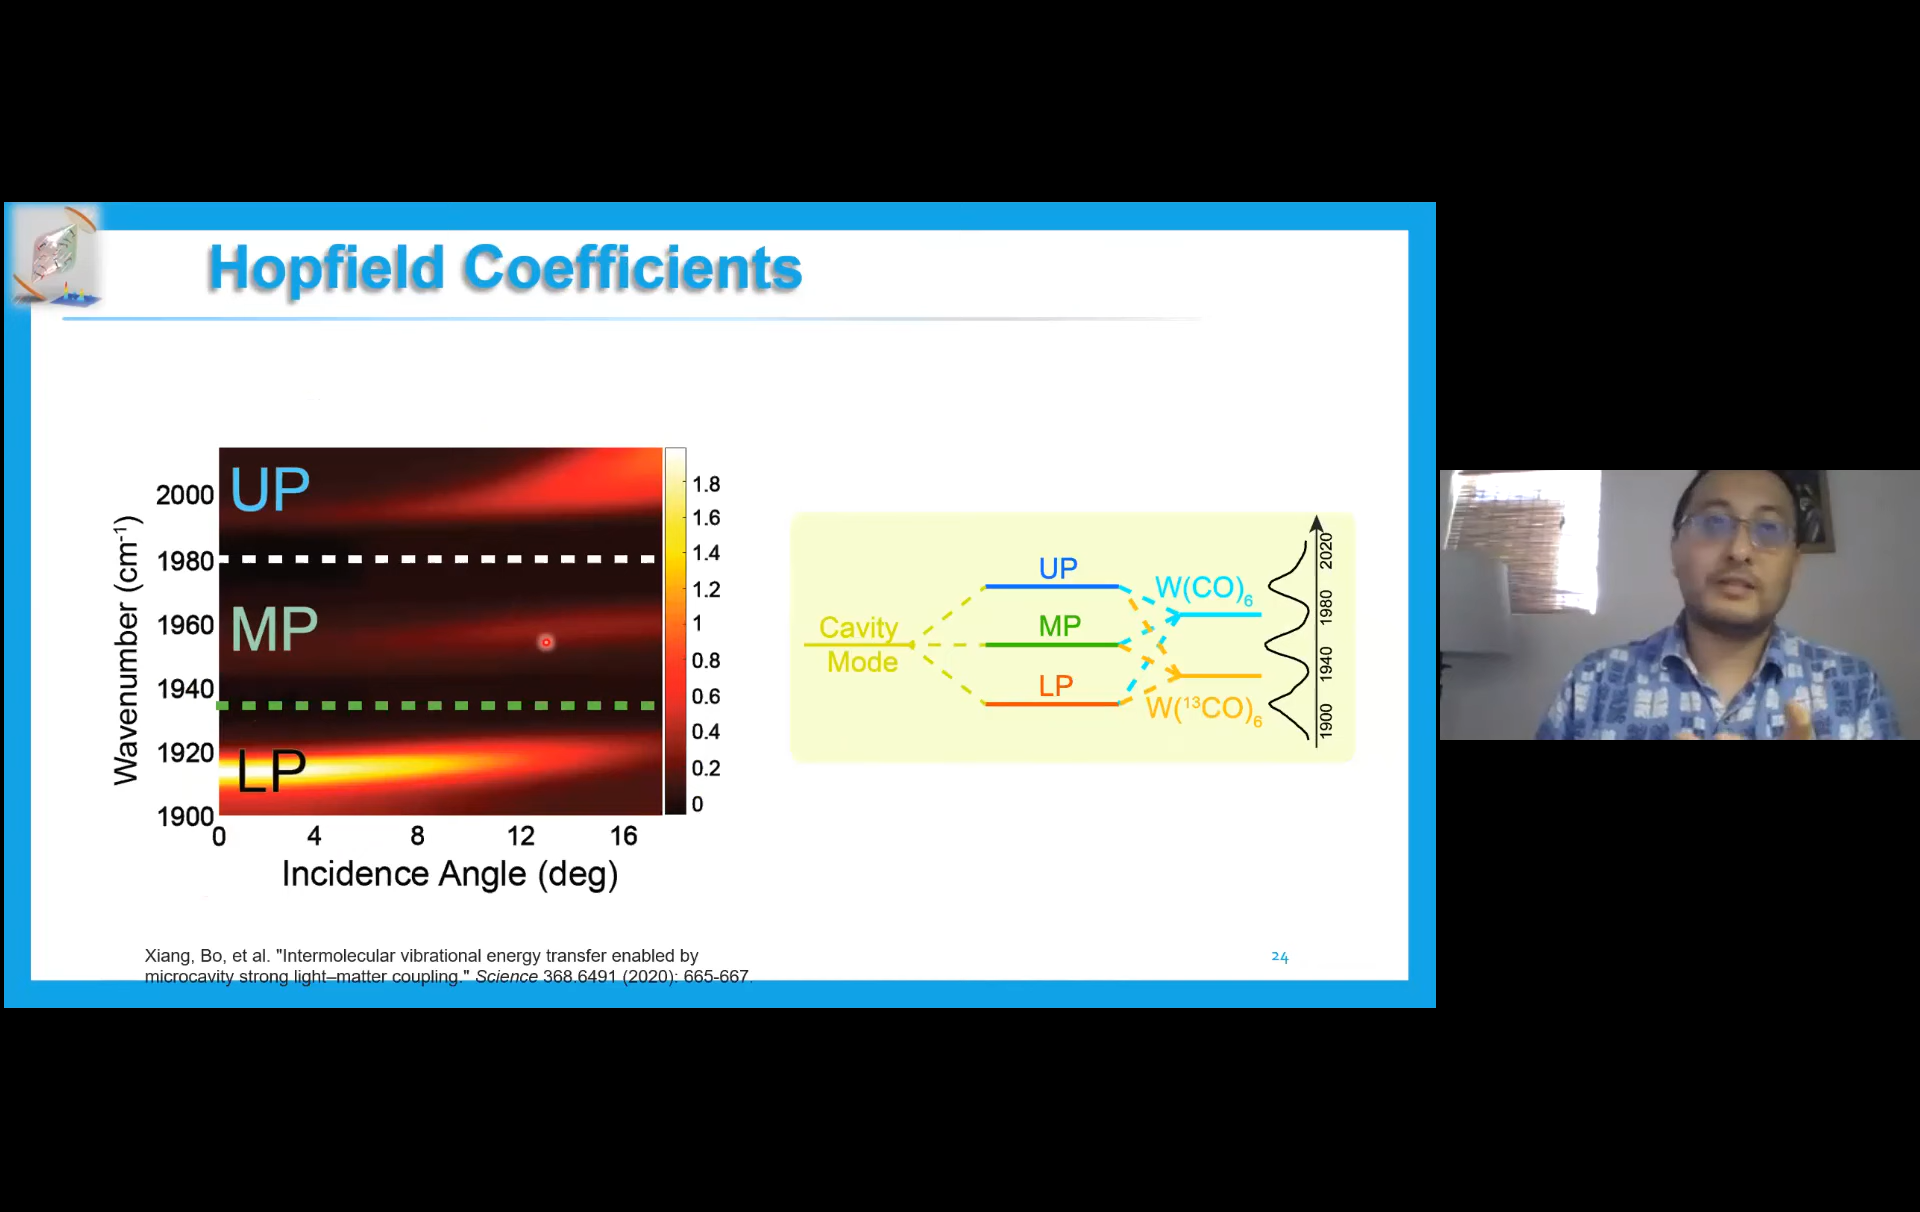 Hopfield Coefficients
UP
MP
LP
2000
1980
1960
1940
1920
1900
Wavenumber (cm⁻¹)
0 4 8 12 16
Incidence Angle (deg)
1.8
1.6
1.4
1.2
1
0.8
0.6
0.4
0.2
0
Cavity
Mode
UP
MP
LP
W(CO)₆
W(¹³CO)₆
2020
1980
1940
1900
Xiang, Bo, et al. "Intermolecular vibrational energy transfer enabled by
microcavity strong light–matter coupling." Science 368.6491 (2020): 665-667.
24